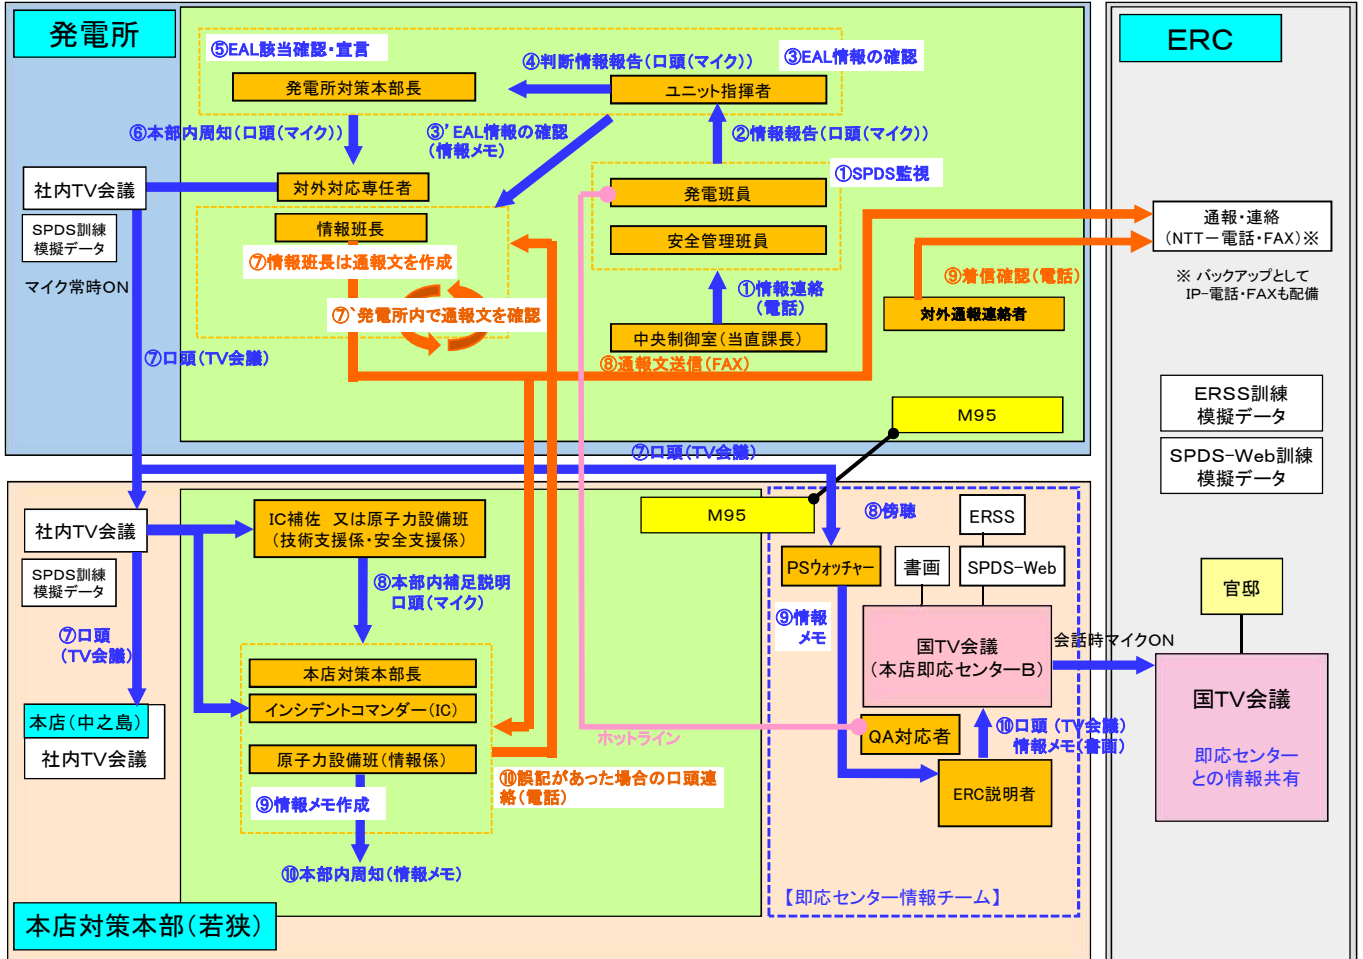 発電所
⑤EAL該当確認・宣言
④判断情報報告(口頭(マイク))
③EAL情報の確認
発電所対策本部長
ユニット指揮者
⑥本部内周知(口頭(マイク))
③’EAL情報の確認
(情報メモ)
②情報報告(口頭(マイク))
①SPDS監視
社内TV会議
対外対応専任者
発電班員
SPDS訓練
模擬データ
情報班長
安全管理班員
マイク常時ON
⑦情報班長は通報文を作成
①情報連絡
(電話)
⑦`発電所内で通報文を確認
中央制御室(当直課長)
⑦口頭(TV会議)
⑧通報文送信(FAX)
⑨着信確認(電話)
対外通報連絡者
M95
⑦口頭(TV会議)
ERC
通報・連絡
(NTT-電話・FAX)※
※ バックアップとして
IP-電話・FAXも配備
ERSS訓練
模擬データ
SPDS-Web訓練
模擬データ
官邸
国TV会議
即応センター
との情報共有
社内TV会議
SPDS訓練
模擬データ
IC補佐 又は原子力設備班
(技術支援係・安全支援係)
M95
⑧傍聴
ERSS
PSウォッチャー
書画
SPDS-Web
⑧本部内補足説明
口頭(マイク)
⑦口頭
(TV会議)
⑨情報
メモ
国TV会議
(本店即応センターB)
会話時マイクON
本店対策本部長
インシデントコマンダー(IC)
本店(中之島)
社内TV会議
原子力設備班(情報係)
ホットライン
QA対応者
⑩口頭(TV会議)
情報メモ(書画)
⑩誤記があった場合の口頭連
絡(電話)
ERC説明者
⑨情報メモ作成
⑩本部内周知(情報メモ)
【即応センター情報チーム】
本店対策本部(若狭)